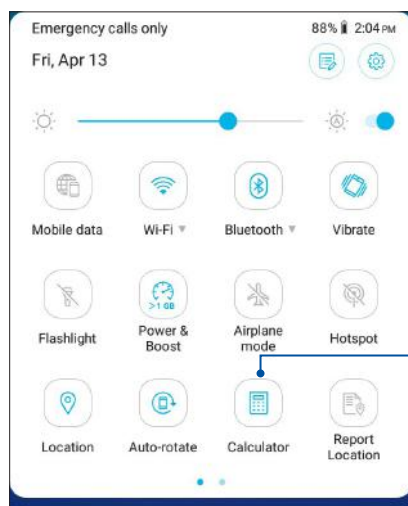 Emergency calls only 88% 2:04 PM
Fri, Apr 13
A
Mobile data Wi-Fi Bluetooth Vibrate
>1 GB
Flashlight Power & Boost Airplane mode Hotspot
Location Auto-rotate Calculator Report Location